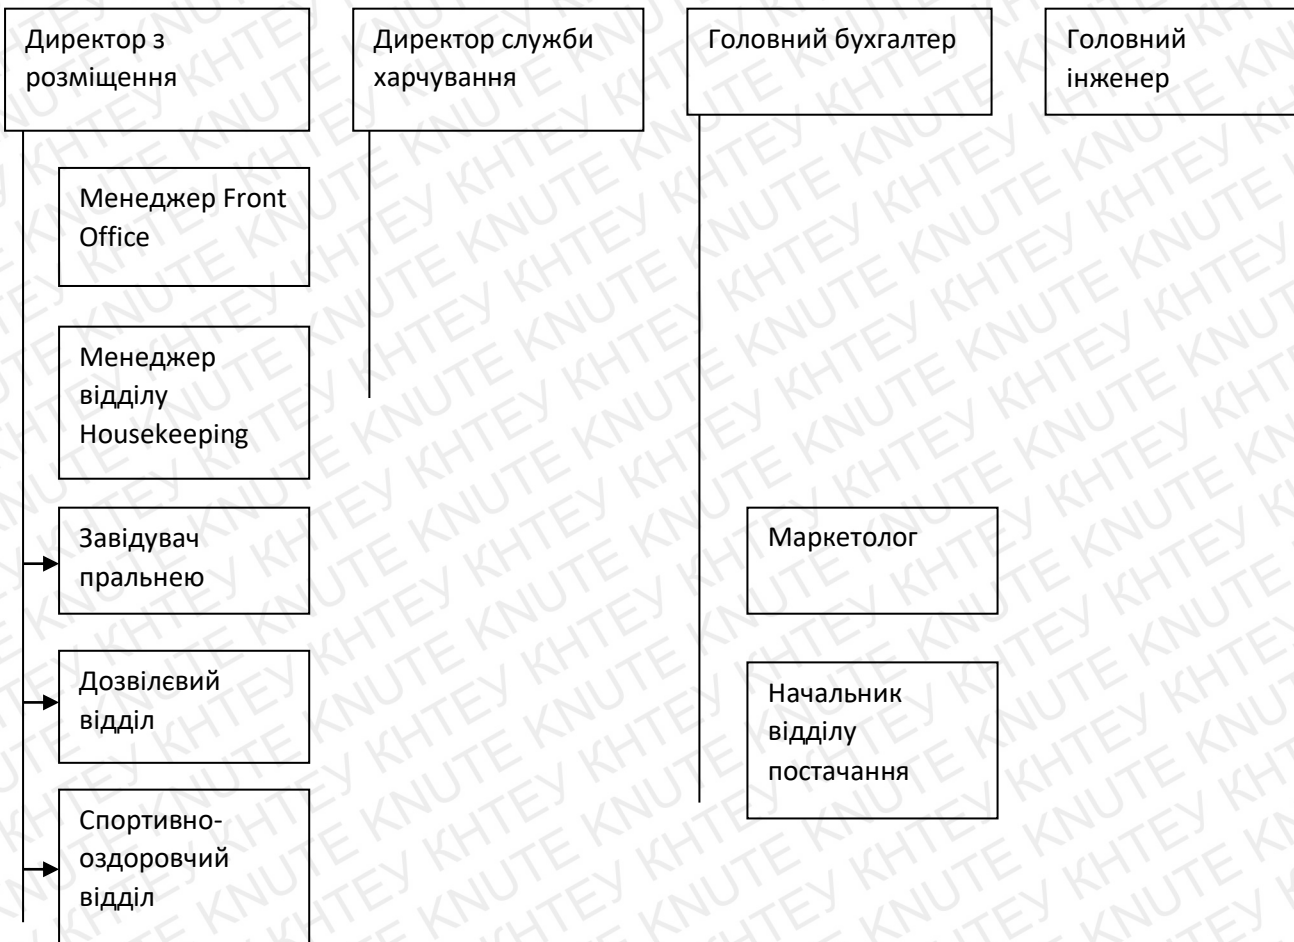 Директор з
розміщення
Директор служби
харчування
Головний бухгалтер
Головний
інженер
Менеджер Front
Office
Менеджер
відділу
Housekeeping
Завідувач
пральнею
Маркетолог
Дозвілєвий
відділ
Начальник
відділу
постачання
Спортивно-
оздоровчий
відділ